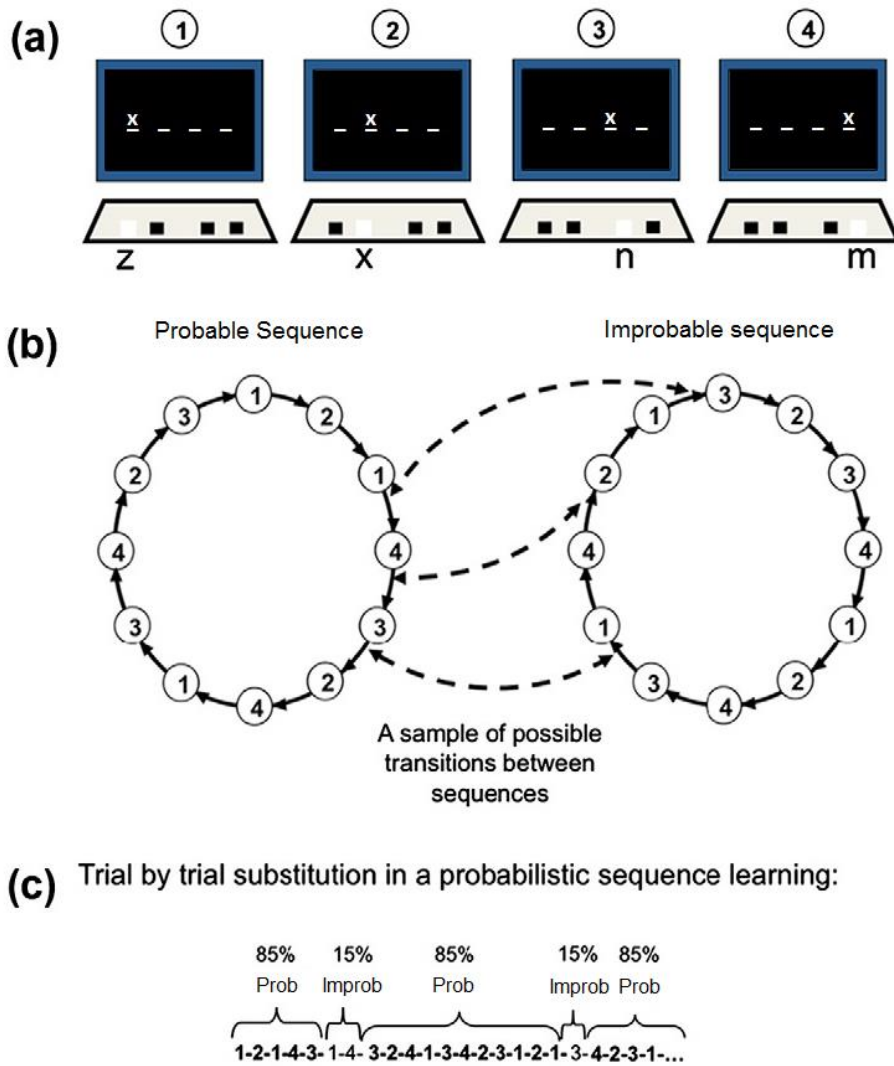 (a)
1 2 3 4
x _ _ _ _ x _ _ _ _ x _ _ _ _ x
z x n m
(b)
Probable Sequence
Improbable sequence
1 2 1 4 3 2 4 1 3 4 2 3
3 2 3 4 1 2 4 3 1 4 2 1
A sample of possible
transitions between
sequences
(c) Trial by trial substitution in a probabilistic sequence learning:
85% 15% 85% 15% 85%
Prob Improb Prob Improb Prob
1-2-1-4-3- 1-4- 3-2-4-1-3-4-2-3-1-2-1- 3- 4-2-3-1-...